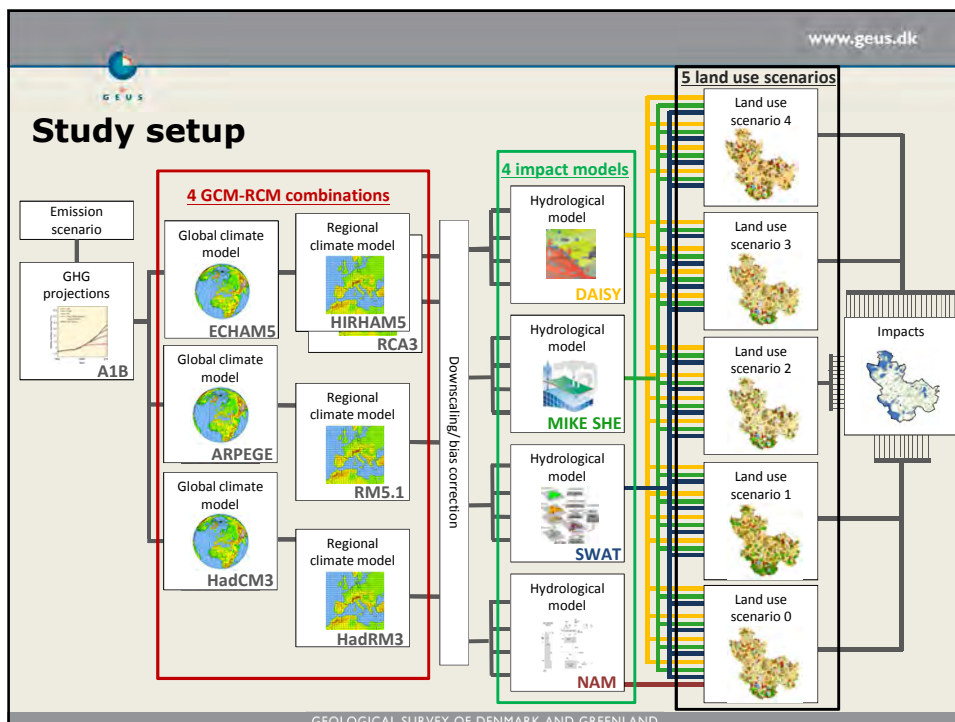 www.geus.dk
G E U S
Study setup
Emission
scenario
GHG
projections
A1B
4 GCM-RCM combinations
Global climate
model
ECHAM5
Global climate
model
ARPEGE
Global climate
model
HadCM3
Regional
climate model
HIRHAM5
RCA3
Regional
climate model
RM5.1
Regional
climate model
HadRM3
Downscaling/ bias correction
4 impact models
Hydrological
model
DAISY
Hydrological
model
MIKE SHE
Hydrological
model
SWAT
Hydrological
model
NAM
5 land use scenarios
Land use
scenario 4
Land use
scenario 3
Land use
scenario 2
Land use
scenario 1
Land use
scenario 0
Impacts
GEOLOGICAL SURVEY OF DENMARK AND GREENLAND